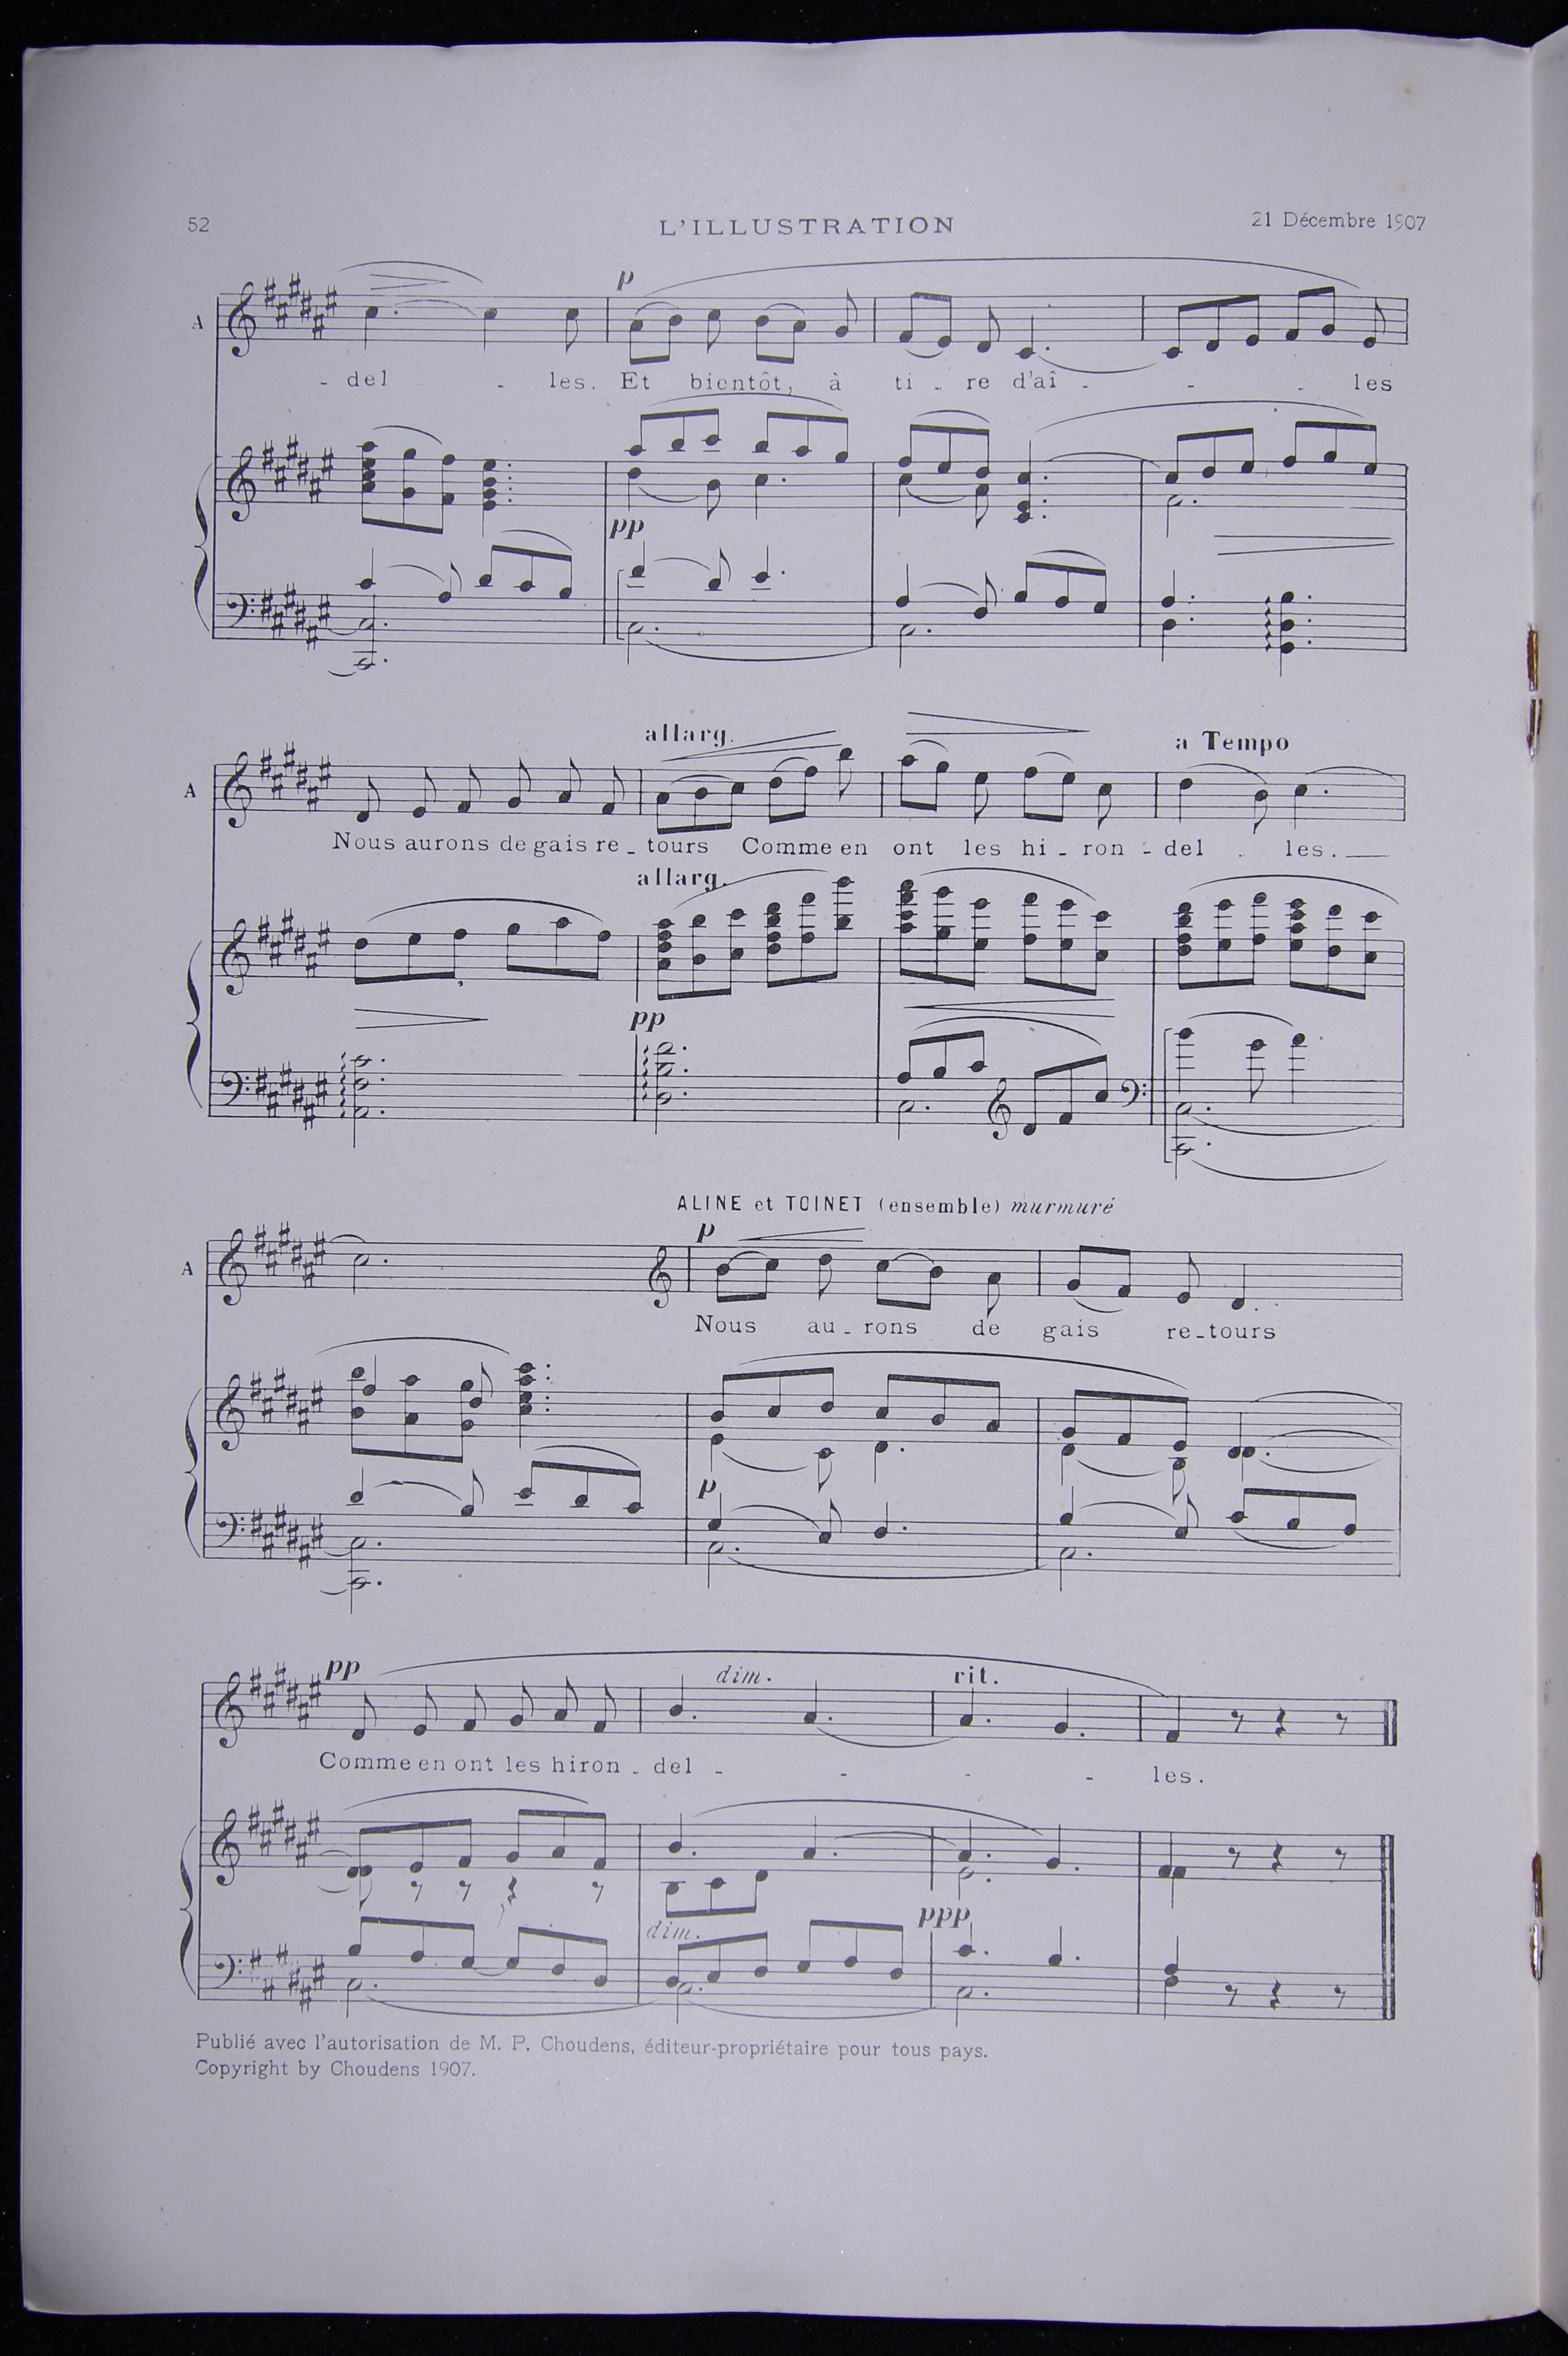 52 L'ILLUSTRATION 21 Décembre 1907
p
A
- del - les. Et bientôt, à ti - re d'aî - - - les
pp
allarg. a Tempo
A
Nous aurons de gais re - tours Comme en ont les hi - ron - del - les.
allarg.
pp
ALINE et TOINET (ensemble) murmuré
p
A
Nous au - rons de gais re - tours
p
pp dim. rit.
Comme en ont les hiron - del - - - - les.
dim. ppp
Publié avec l'autorisation de M. P. Choudens, éditeur-propriétaire pour tous pays.
Copyright by Choudens 1907.